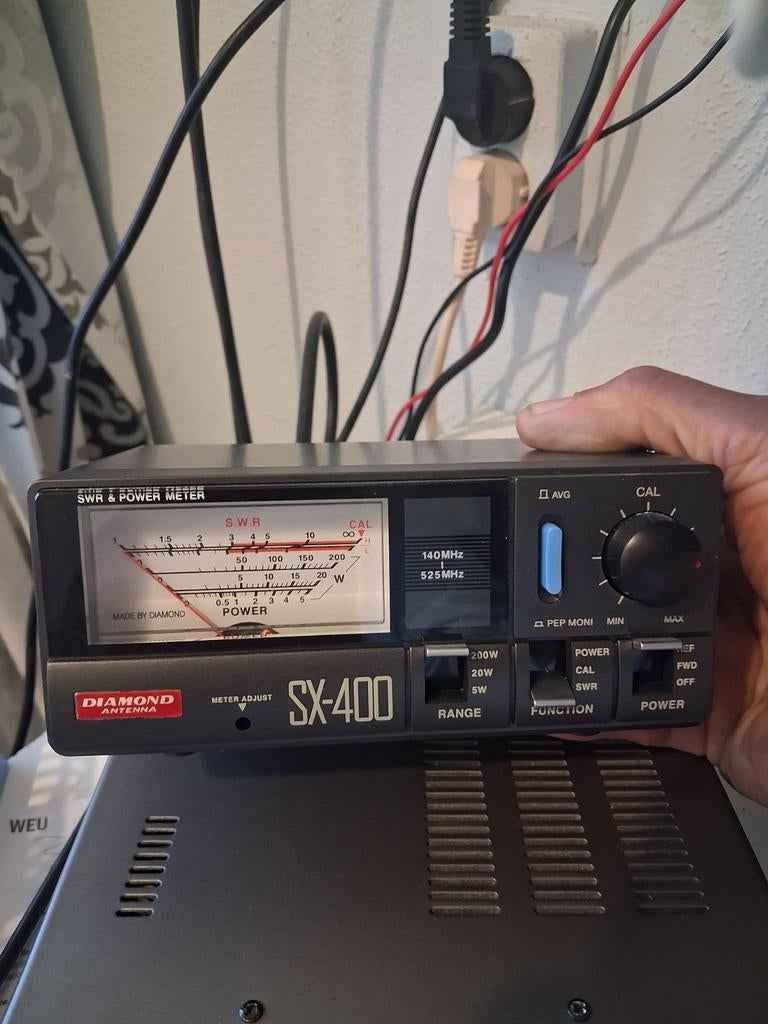 SWR & POWER METER
S.W.R
CAL
1 1.5 2 3 4 5 10 ∞
H
L
50 100 150 200
5 10 15 20 W
0.5 1 2 3 4 5
POWER
MADE BY DIAMOND
140MHz
525MHz
AVG
PEP MONI
CAL
MIN
MAX
DIAMOND
ANTENNA
METER ADJUST
SX-400
200W
20W
5W
RANGE
POWER
CAL
SWR
FUNCTION
FWD
OFF
POWER
WEU